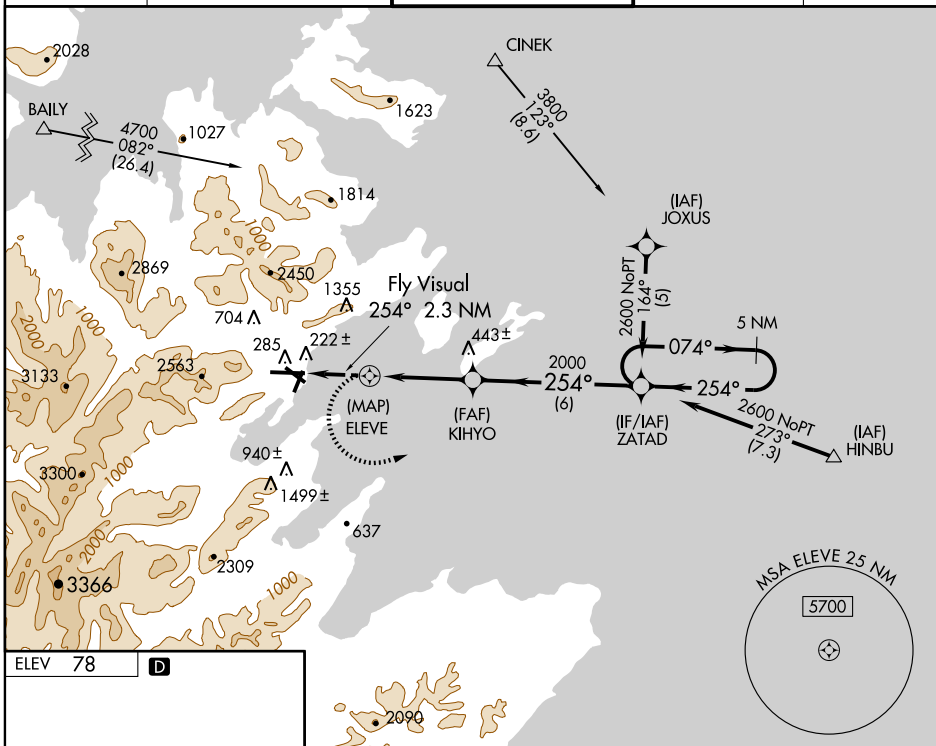 2028
CINEK
1623
3800
123°
(8.6)
BAILY
4700
082°
(26.4)
1027
1814
(IAF)
JOXUS
1000
2869
2450
Fly Visual
254° 2.3 NM
1355
2600 NoPT
164°
(5)
2000
1000
704
443±
5 NM
285
222±
074°
3133
2563
2000
254°
(6)
254°
(MAP)
ELEVE
(FAF)
KIHYO
(IF/IAF)
ZATAD
2600 NoPT
273°
(7.3)
(IAF)
HINBU
1000
940±
3300
1499±
637
2000
2309
3366
1000
MSA ELEVE 25 NM
5700
ELEV 78
D
2090